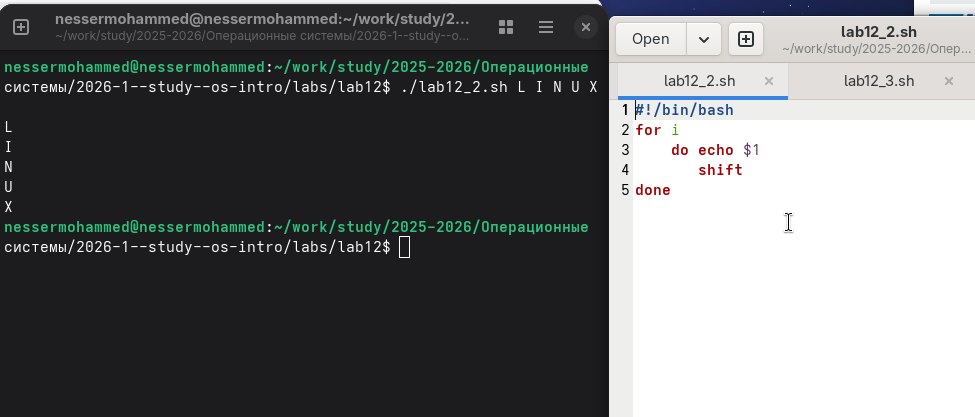 nessermohammed@nessermohammed:~/work/study/2...
~/work/study/2025-2026/Операционные системы/2026-1--study--o...
nessermohammed@nessermohammed:~/work/study/2025-2026/Операционные
системы/2026-1--study--os-intro/labs/lab12$ ./lab12_2.sh L I N U X
L
I
N
U
X
nessermohammed@nessermohammed:~/work/study/2025-2026/Операционные
системы/2026-1--study--os-intro/labs/lab12$
Open
lab12_2.sh
~/work/study/2025-2026/Опер...
lab12_2.sh × lab12_3.sh ×
1 #!/bin/bash
2 for i
3 do echo $1
4 shift
5 done